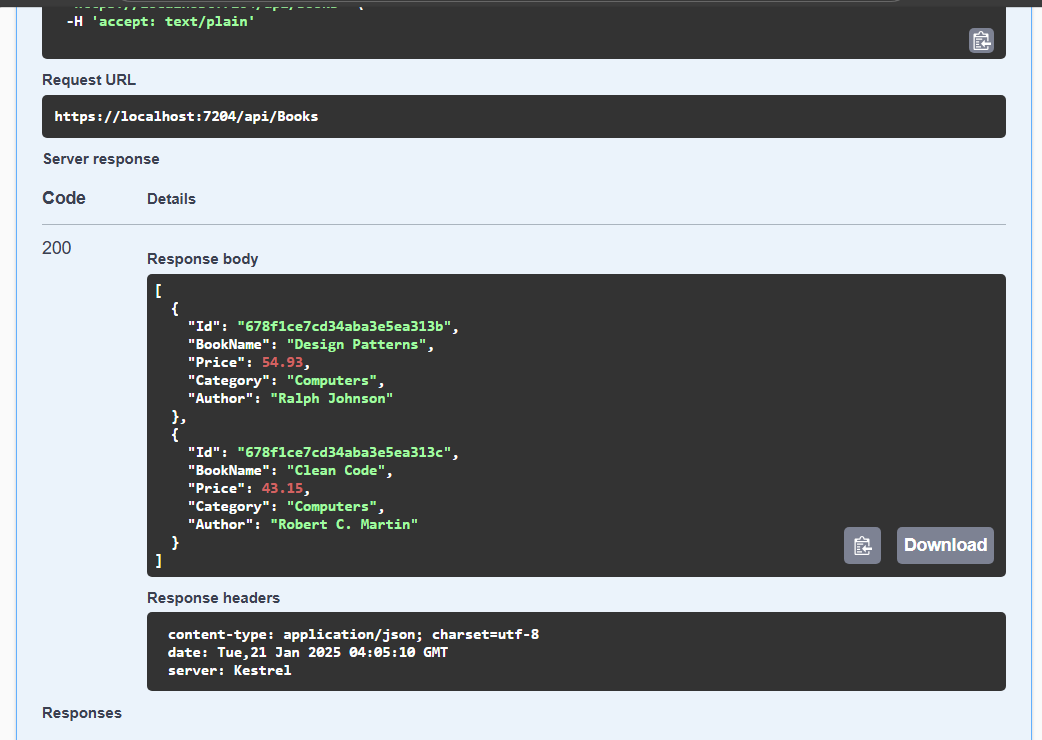 -H 'accept: text/plain'
Request URL
https://localhost:7204/api/Books
Server response
Code Details
200
Response body
[
  {
    "Id": "678f1ce7cd34aba3e5ea313b",
    "BookName": "Design Patterns",
    "Price": 54.93,
    "Category": "Computers",
    "Author": "Ralph Johnson"
  },
  {
    "Id": "678f1ce7cd34aba3e5ea313c",
    "BookName": "Clean Code",
    "Price": 43.15,
    "Category": "Computers",
    "Author": "Robert C. Martin"
  }
]
Download
Response headers
content-type: application/json; charset=utf-8
date: Tue,21 Jan 2025 04:05:10 GMT
server: Kestrel
Responses